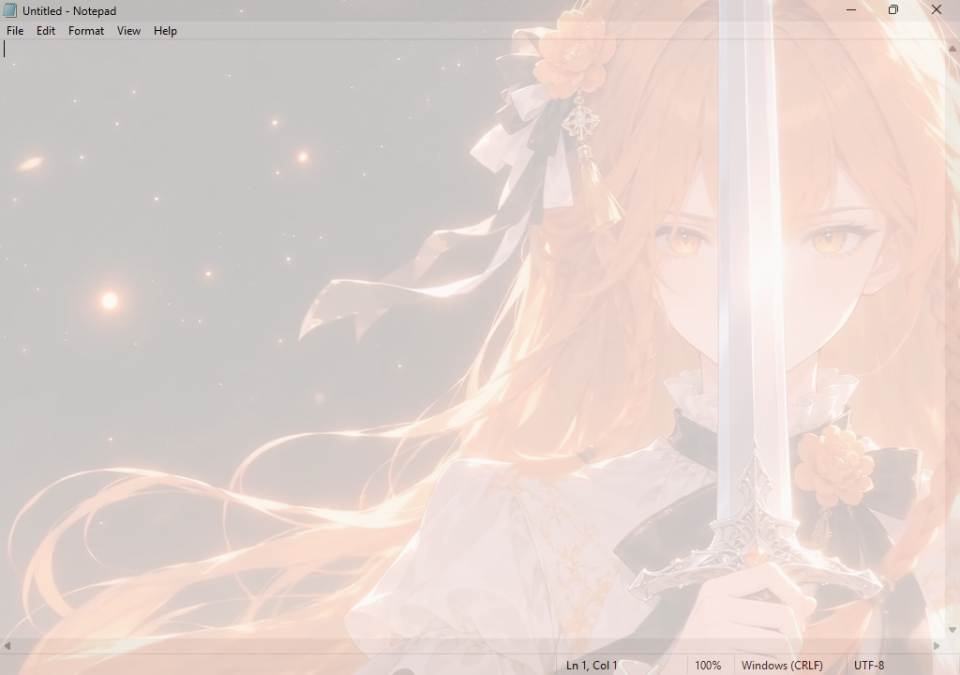 Untitled - Notepad
File Edit Format View Help
Ln 1, Col 1 100% Windows (CRLF) UTF-8